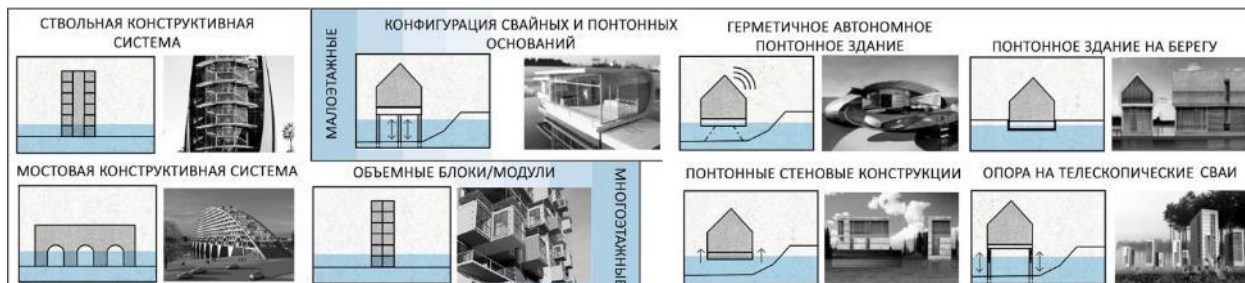 СТВОЛЬНАЯ КОНСТРУКТИВНАЯ
СИСТЕМА
МАЛОЭТАЖНЫЕ
КОНФИГУРАЦИЯ СВАЙНЫХ И ПОНТОННЫХ
ОСНОВАНИЙ
ГЕРМЕТИЧНОЕ АВТОНОМНОЕ
ПОНТОННОЕ ЗДАНИЕ
ПОНТОННОЕ ЗДАНИЕ НА БЕРЕГУ
МОСТОВАЯ КОНСТРУКТИВНАЯ СИСТЕМА
ОБЪЕМНЫЕ БЛОКИ/МОДУЛИ
МНОГОЭТАЖНЫЕ
ПОНТОННЫЕ СТЕНОВЫЕ КОНСТРУКЦИИ
ОПОРА НА ТЕЛЕСКОПИЧЕСКИЕ СВАИ